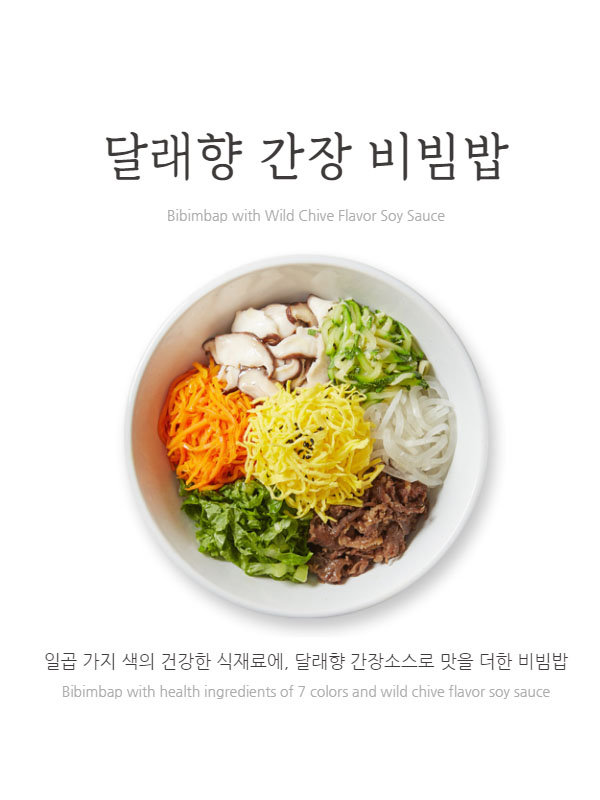 달래향 간장 비빔밥
Bibimbap with Wild Chive Flavor Soy Sauce
일곱 가지 색의 건강한 식재료에, 달래향 간장소스로 맛을 더한 비빔밥
Bibimbap with health ingredients of 7 colors and wild chive flavor soy sauce